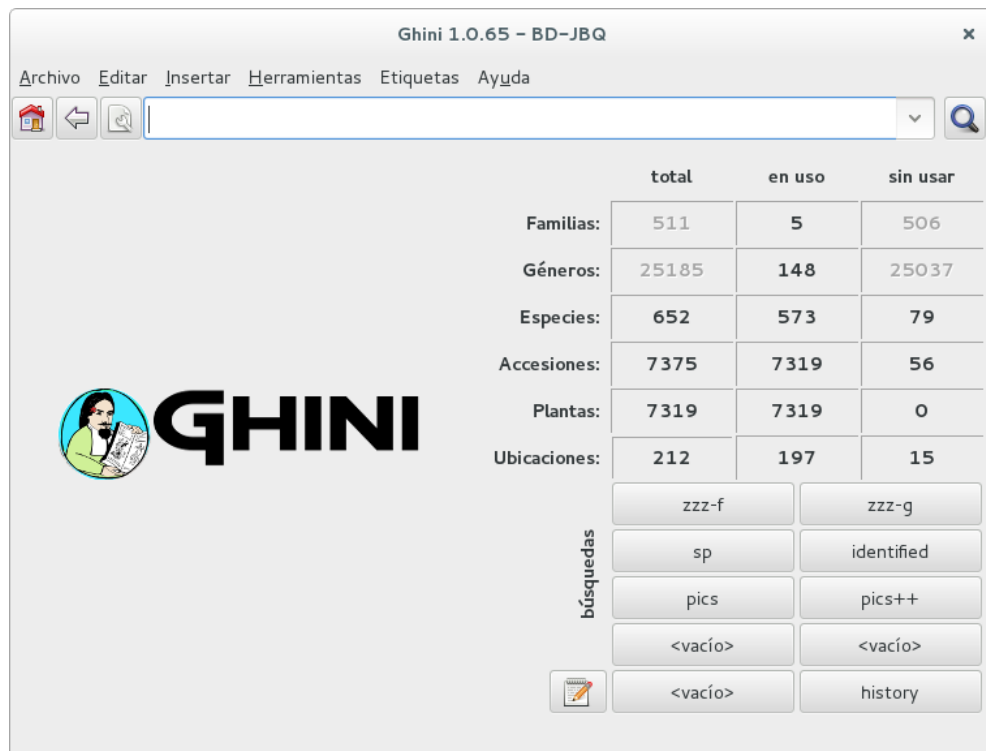 Ghini 1.0.65 - BD-JBQ
Archivo Editar Insertar Herramientas Etiquetas Ayuda
total en uso sin usar
Familias: 511 5 506
Géneros: 25185 148 25037
Especies: 652 573 79
Accesiones: 7375 7319 56
Plantas: 7319 7319 0
Ubicaciones: 212 197 15
GHINI
búsquedas
zzz-f zzz-g
sp identified
pics pics++
<vacío> <vacío>
<vacío> history